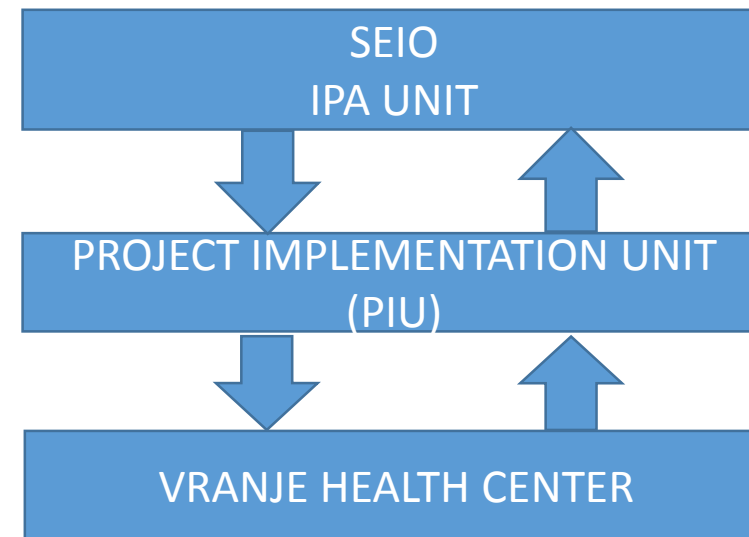 SEIO
IPA UNIT
PROJECT IMPLEMENTATION UNIT
(PIU)
VRANJE HEALTH CENTER